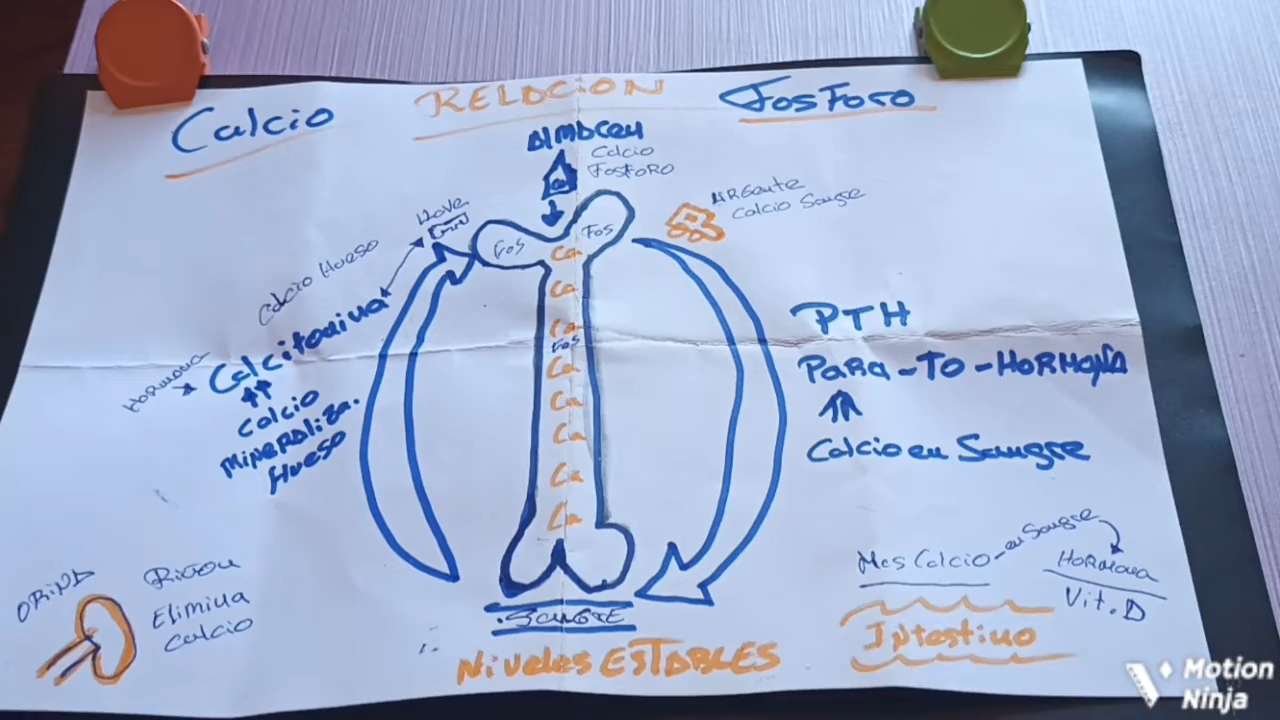 Calcio
RELACION
FOSFORO
ALMACEN
Calcio
FOSFORO
Ca
URGente
Calcio Sangre
Llave
Fos
Fos
Ca
Ca
Ca
Fos
Ca
Ca
Ca
Ca
Ca
Calcio Hueso
Hormona
Calcitonina
Calcio
Mineraliza.
Hueso
PTH
PARA-TO-HORMONA
Calcio en Sangre
ORINA
Riñon
Elimina
Calcio
.SANGRE
Niveles ESTABLES
Mas Calcio-en Sangre
HORMONA
Vit.D
Intestino
Motion
Ninja